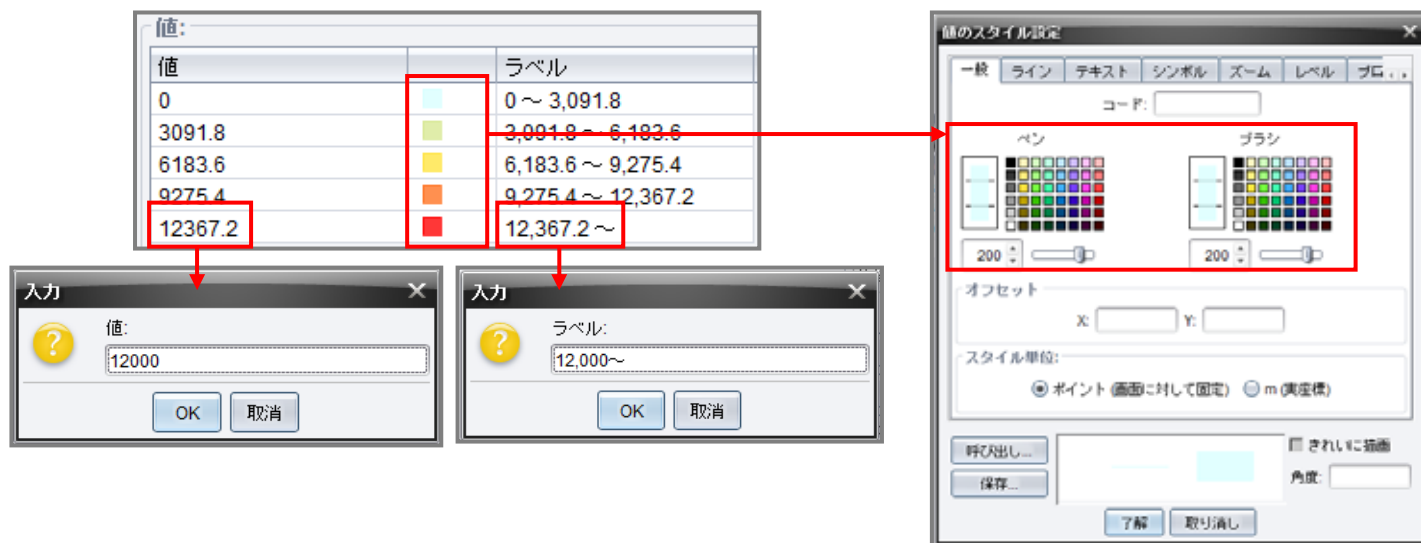 値:
値 ラベル
0 0 ~ 3,091.8
3091.8 3,091.8 ~ 6,183.6
6183.6 6,183.6 ~ 9,275.4
9275.4 9,275.4 ~ 12,367.2
12367.2 12,367.2 ~
入力
値:
12000
OK 取消
入力
ラベル:
12,000~
OK 取消
値のスタイル設定
一般 ライン テキスト シンボル ズーム レベル ブロ
コード:
ペン ブラシ
200 200
オフセット
X: Y:
スタイル単位:
ポイント (画面に対して固定) m (実座標)
呼び出し... きれいに描画
保存... 角度:
了解 取り消し